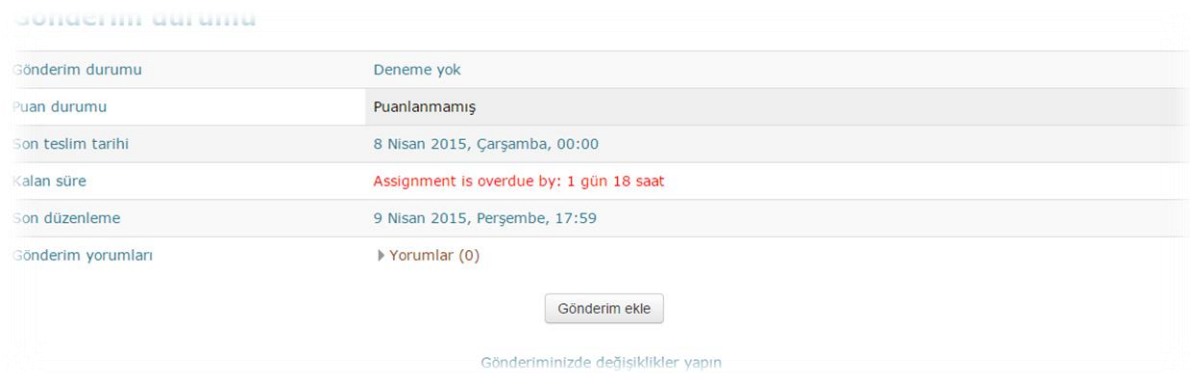 Gönderim durumu
Gönderim durumu Deneme yok
Puan durumu Puanlanmamış
Son teslim tarihi 8 Nisan 2015, Çarşamba, 00:00
Kalan süre Assignment is overdue by: 1 gün 18 saat
Son düzenleme 9 Nisan 2015, Perşembe, 17:59
Gönderim yorumları Yorumlar (0)
Gönderim ekle
Gönderiminizde değişiklikler yapın